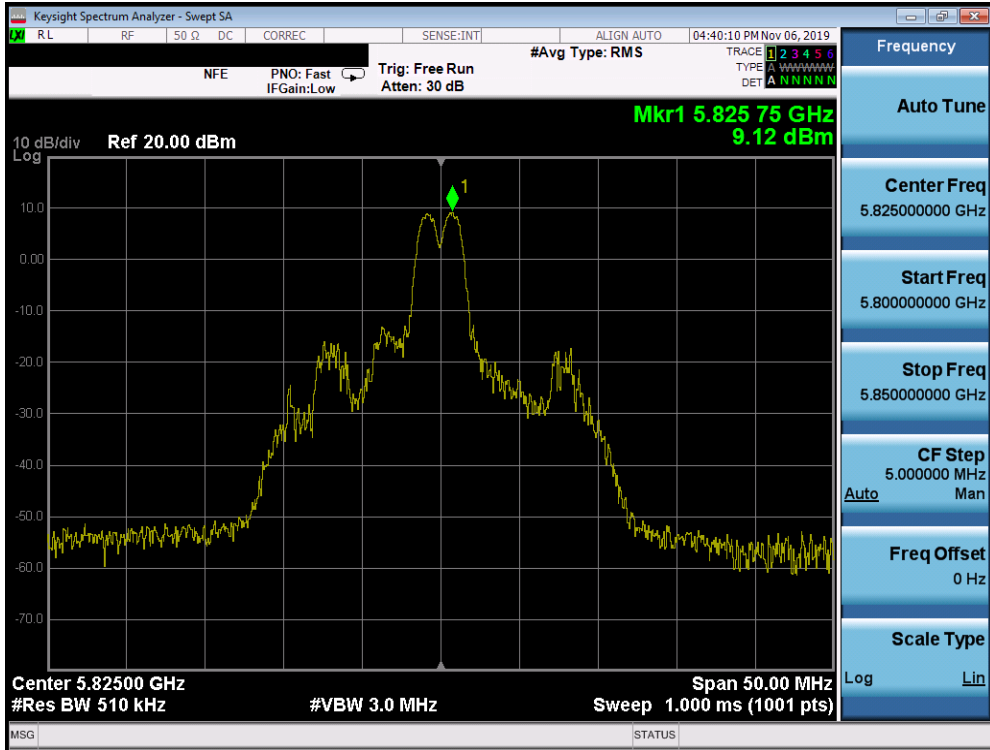 Keysight Spectrum Analyzer - Swept SA
LXI RL RF 50 Ω DC CORREC SENSE:INT ALIGN AUTO 04:40:10 PM Nov 06, 2019
NFE PNO: Fast Trig: Free Run #Avg Type: RMS TRACE 1 2 3 4 5 6
IFGain:Low Atten: 30 dB TYPE A WWWWW
DET A N N N N N
Mkr1 5.825 75 GHz
9.12 dBm
10 dB/div Ref 20.00 dBm
Log
1
10.0
0.00
-10.0
-20.0
-30.0
-40.0
-50.0
-60.0
-70.0
Center 5.82500 GHz Span 50.00 MHz
#Res BW 510 kHz #VBW 3.0 MHz Sweep 1.000 ms (1001 pts)
MSG STATUS
Frequency
Auto Tune
Center Freq
5.825000000 GHz
Start Freq
5.800000000 GHz
Stop Freq
5.850000000 GHz
CF Step
5.000000 MHz
Auto Man
Freq Offset
0 Hz
Scale Type
Log Lin